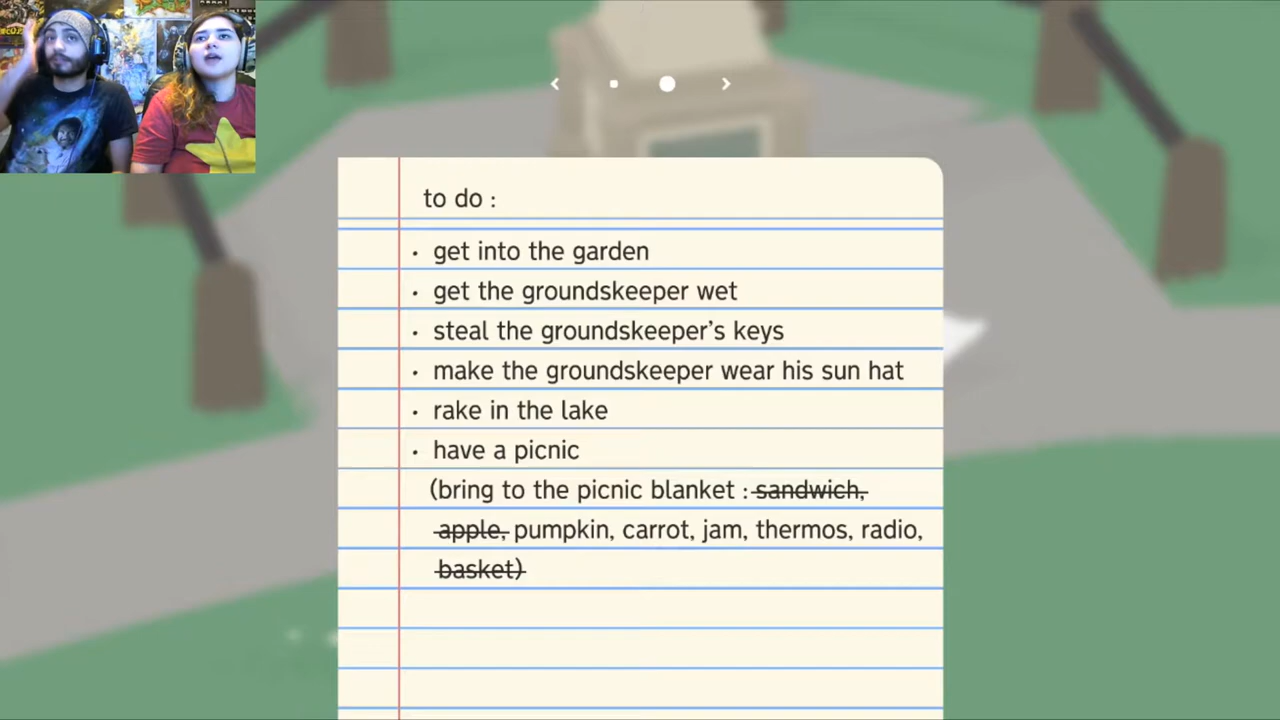 to do :
• get into the garden
• get the groundskeeper wet
• steal the groundskeeper's keys
• make the groundskeeper wear his sun hat
• rake in the lake
• have a picnic
(bring to the picnic blanket : sandwich,
apple, pumpkin, carrot, jam, thermos, radio,
basket)